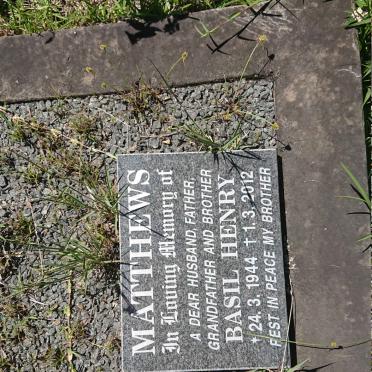 MATTHEWS
In Loving Memory of
A DEAR HUSBAND, FATHER,
GRANDFATHER AND BROTHER
BASIL HENRY
* 24. 3. 1944 † 1. 3. 2012
REST IN PEACE MY BROTHER